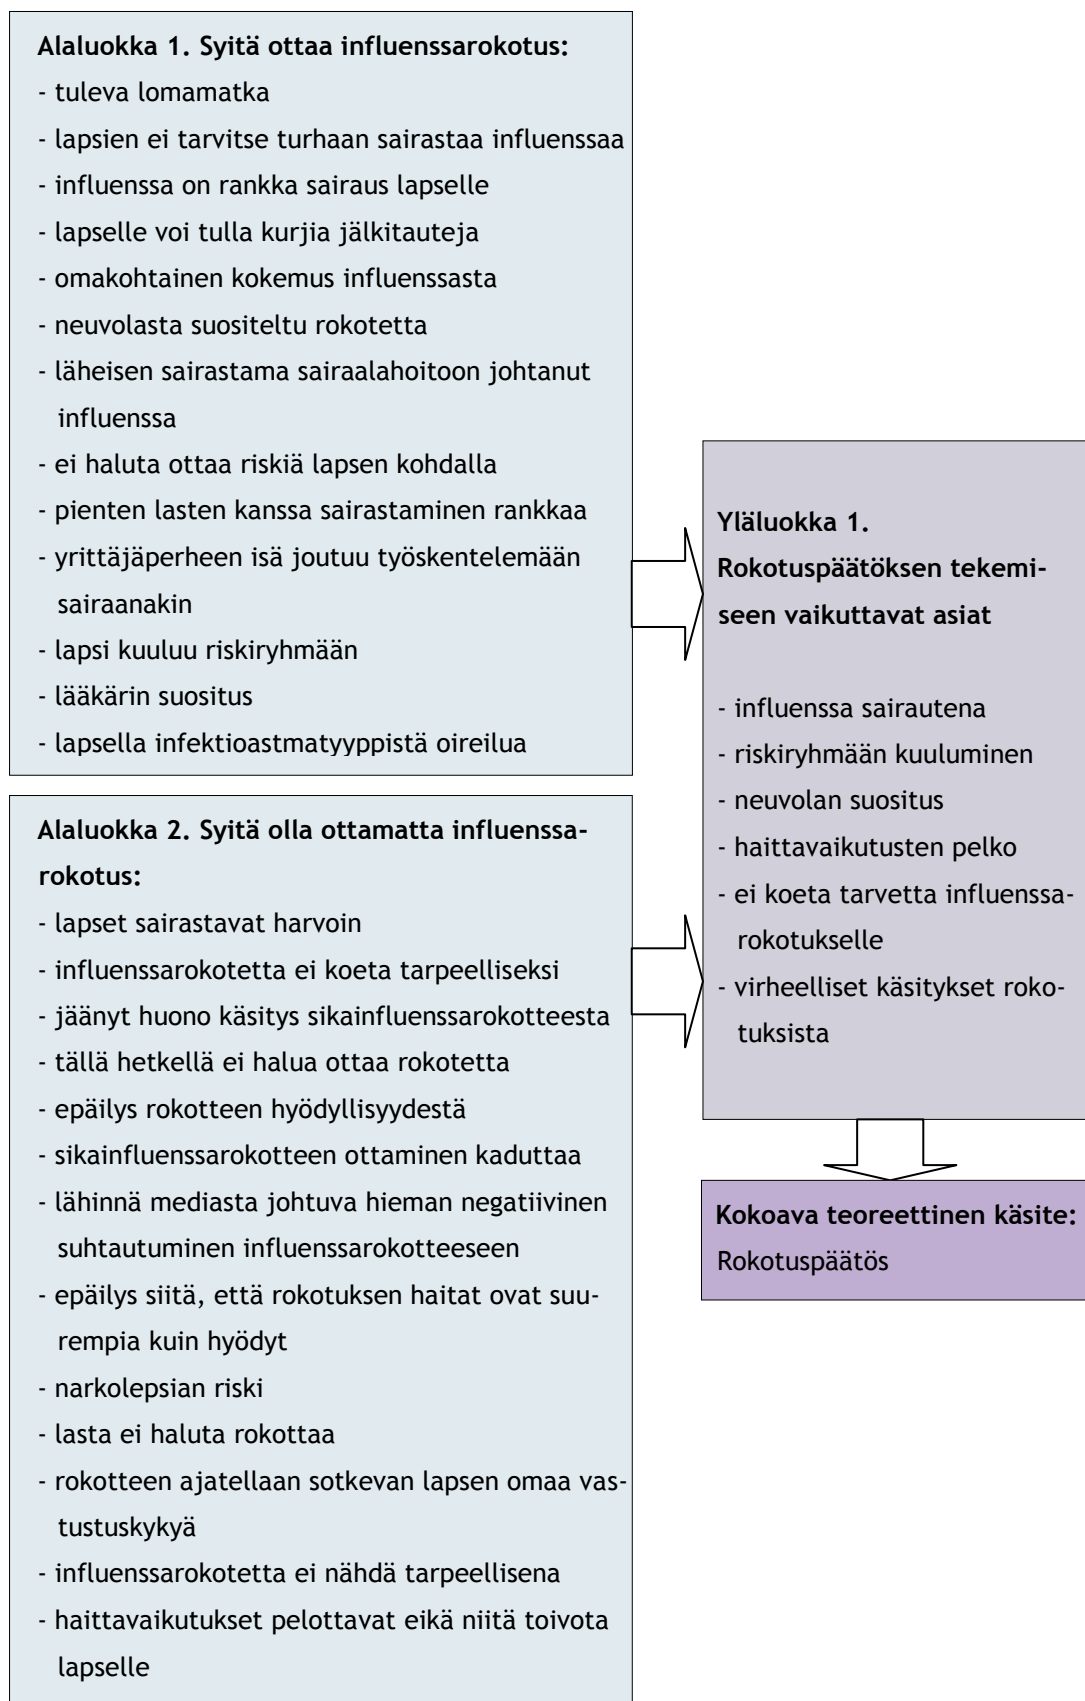 Alaluokka 1. Syitä ottaa influenssarokotus:
- tuleva lomamatka
- lapsien ei tarvitse turhaan sairastaa influenssaa
- influenssa on rankka sairaus lapselle
- lapselle voi tulla kurjia jälkitauteja
- omakohtainen kokemus influenssasta
- neuvolasta suositeltu rokotetta
- läheisen sairastama sairaalahoitoon johtanut
influenssa
- ei haluta ottaa riskiä lapsen kohdalla
- pienten lasten kanssa sairastaminen rankkaa
- yrittäjäperheen isä joutuu työskentelemään
sairaanakin
- lapsi kuuluu riskiryhmään
- lääkärin suositus
- lapsella infektioastmatyyppistä oireilua
Alaluokka 2. Syitä olla ottamatta influenssa-
rokotus:
- lapset sairastavat harvoin
- influenssarokotetta ei koeta tarpeelliseksi
- jäänyt huono käsitys sikainfluenssarokotteesta
- tällä hetkellä ei halua ottaa rokotetta
- epäilys rokotteen hyödyllisyydestä
- sikainfluenssarokotteen ottaminen kaduttaa
- lähinnä mediasta johtuva hieman negatiivinen
suhtautuminen influenssarokotteeseen
- epäilys siitä, että rokotuksen haitat ovat suu-
rempia kuin hyödyt
- narkolepsian riski
- lasta ei haluta rokottaa
- rokotteen ajatellaan sotkevan lapsen omaa vas-
tustuskykyä
- influenssarokotetta ei nähdä tarpeellisena
- haittavaikutukset pelottavat eikä niitä toivota
lapselle
Yläluokka 1.
Rokotuspäätöksen tekemi-
seen vaikuttavat asiat
- influenssa sairautena
- riskiryhmään kuuluminen
- neuvolan suositus
- haittavaikutusten pelko
- ei koeta tarvetta influenssa-
rokotukselle
- virheelliset käsitykset roko-
tuksista
Kokoava teoreettinen käsite:
Rokotuspäätös